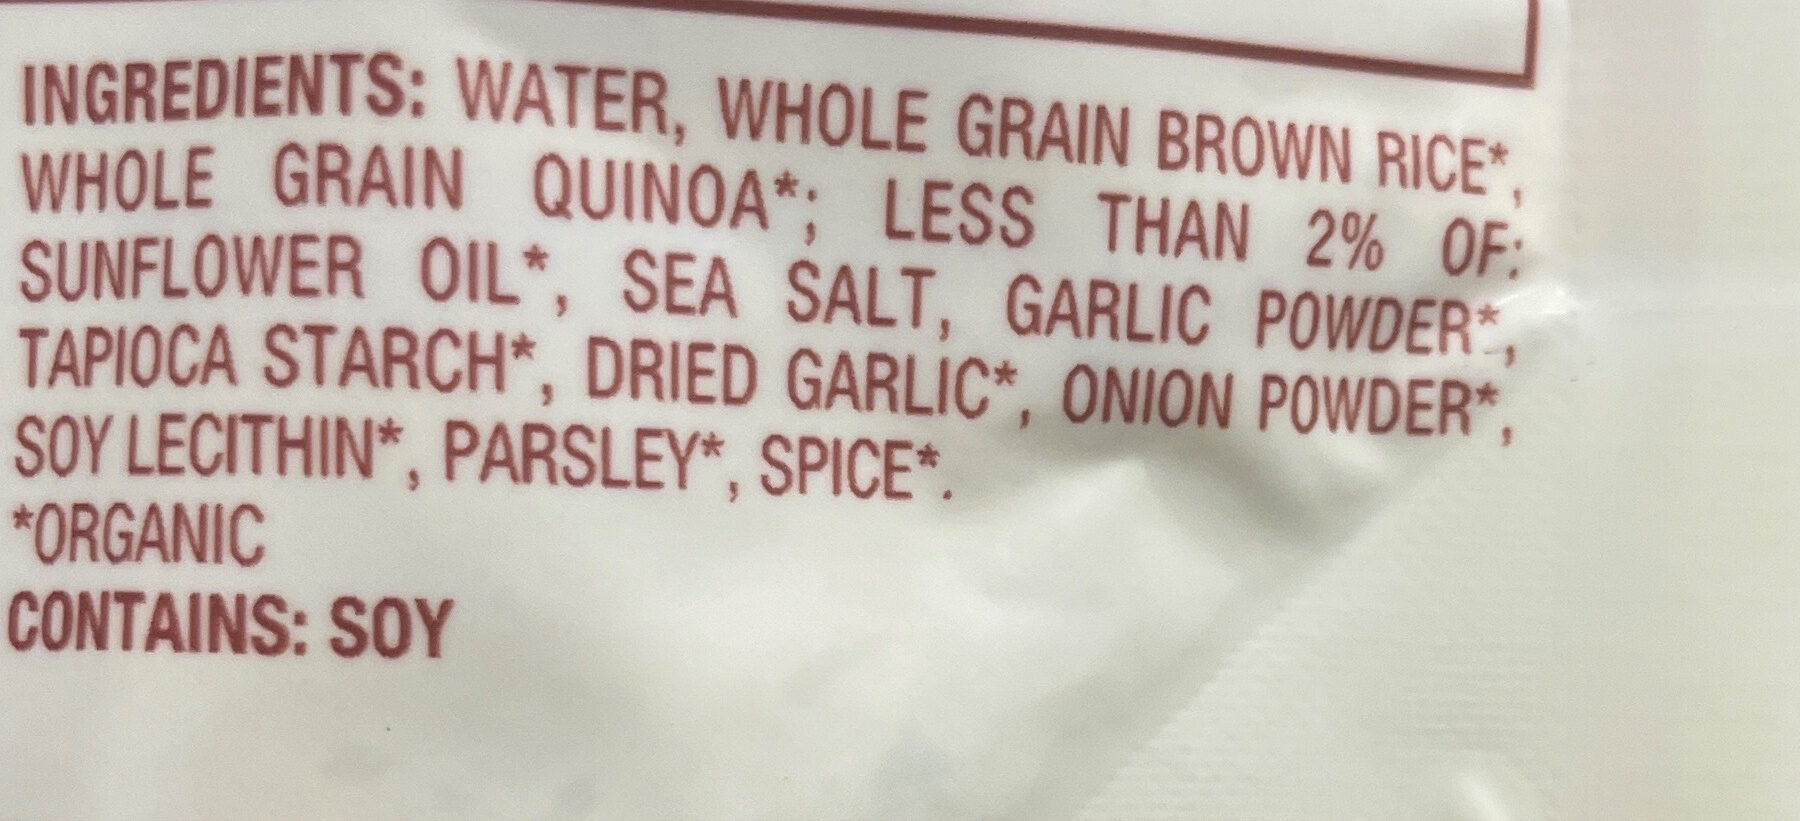 INGREDIENTS: WATER, WHOLE GRAIN BROWN RICE*,
WHOLE GRAIN QUINOA*; LESS THAN 2% OF:
SUNFLOWER OIL*, SEA SALT, GARLIC POWDER*,
TAPIOCA STARCH*, DRIED GARLIC*, ONION POWDER*,
SOY LECITHIN*, PARSLEY*, SPICE*.
*ORGANIC
CONTAINS: SOY